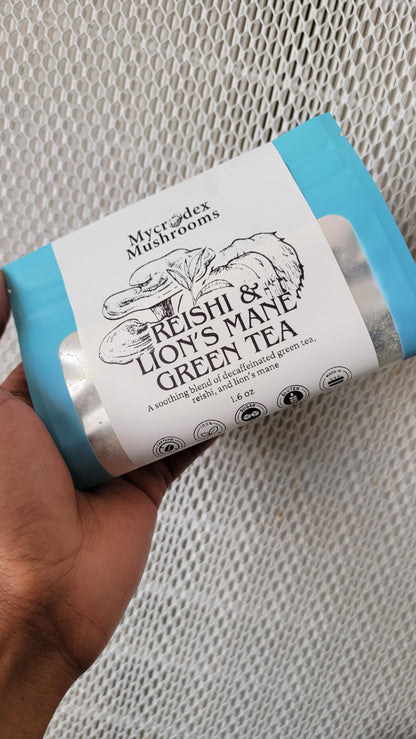 Mycrodex
Mushrooms
REISHI &
LION'S MANE
GREEN TEA
A soothing blend of decaffeinated green tea,
reishi, and lion's mane
1.6 oz